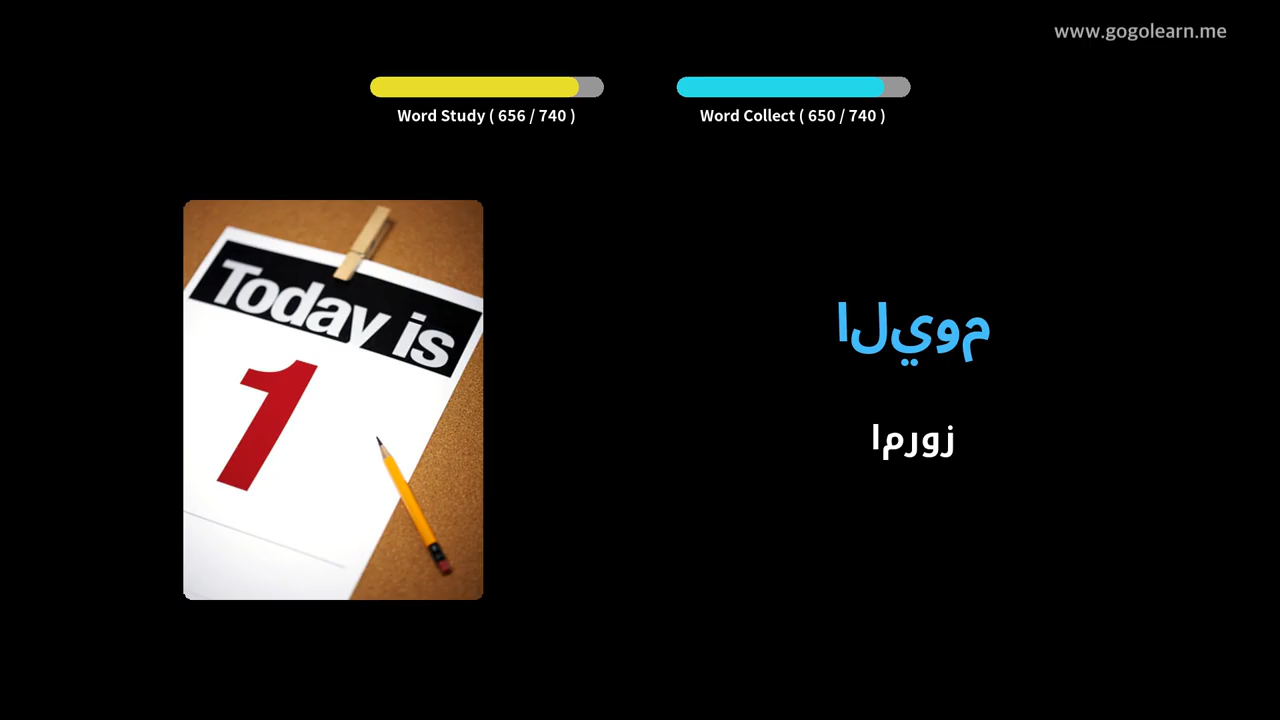 www.gogolearn.me
Word Study ( 656 / 740 )
Word Collect ( 650 / 740 )
Today is
1
اليوم
امروز